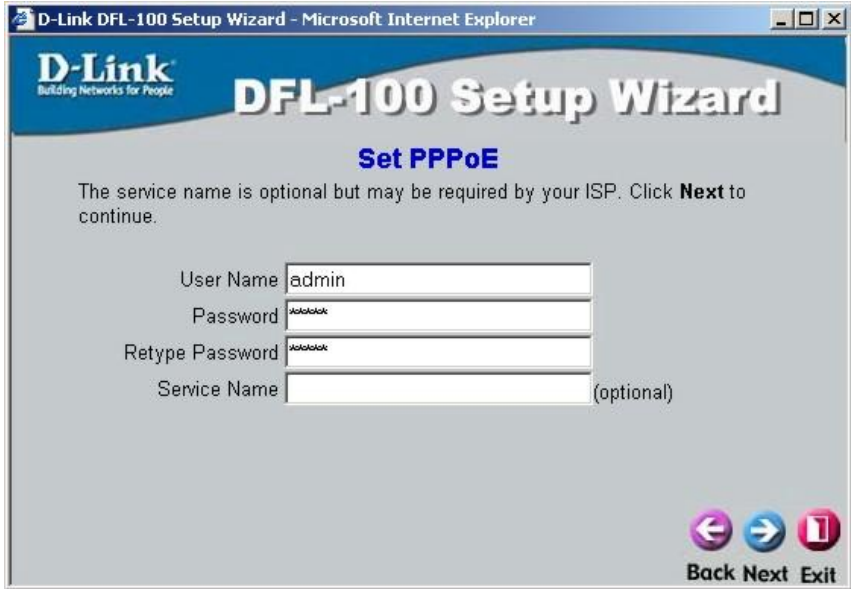 D-Link DFL-100 Setup Wizard - Microsoft Internet Explorer
D-Link
Building Networks for People
DFL-100 Setup Wizard
Set PPPoE
The service name is optional but may be required by your ISP. Click Next to
continue.
User Name admin
Password *****
Retype Password *****
Service Name (optional)
Back Next Exit